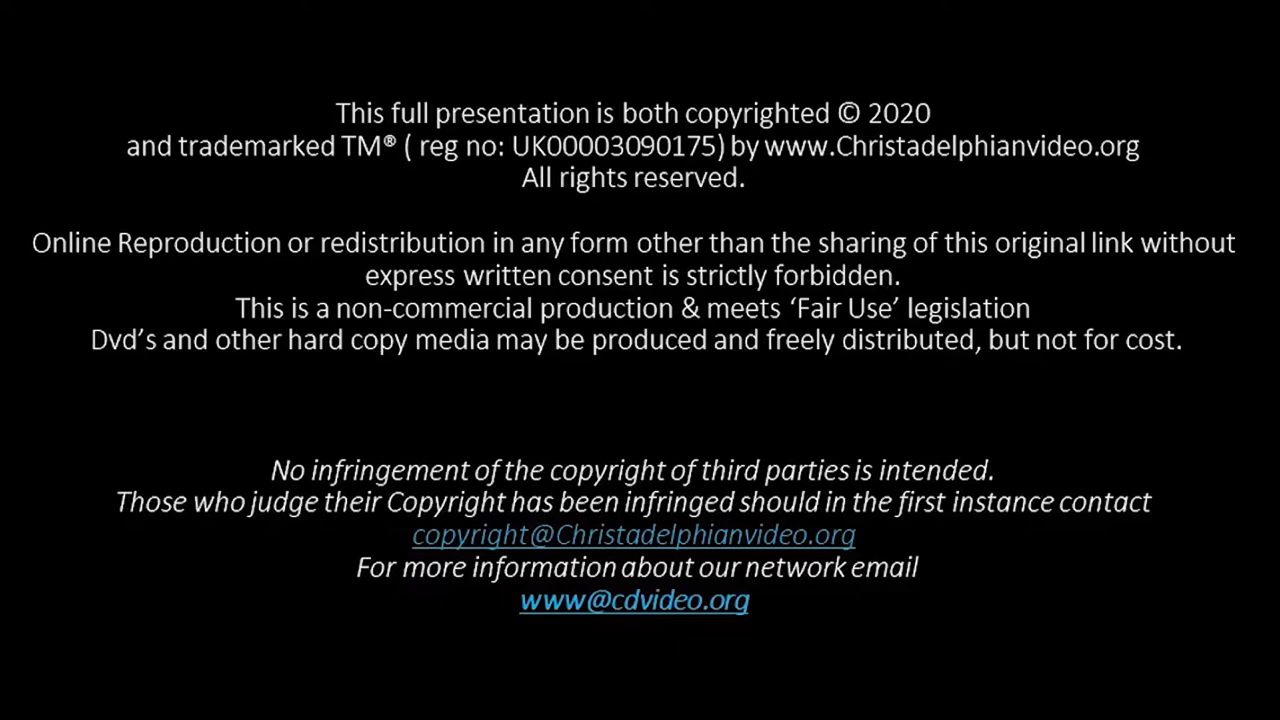 This full presentation is both copyrighted © 2020
and trademarked TM® ( reg no: UK00003090175) by www.Christadelphianvideo.org
All rights reserved.
Online Reproduction or redistribution in any form other than the sharing of this original link without
express written consent is strictly forbidden.
This is a non-commercial production & meets ‘Fair Use’ legislation
Dvd’s and other hard copy media may be produced and freely distributed, but not for cost.
No infringement of the copyright of third parties is intended.
Those who judge their Copyright has been infringed should in the first instance contact
copyright@Christadelphianvideo.org
For more information about our network email
www@cdvideo.org